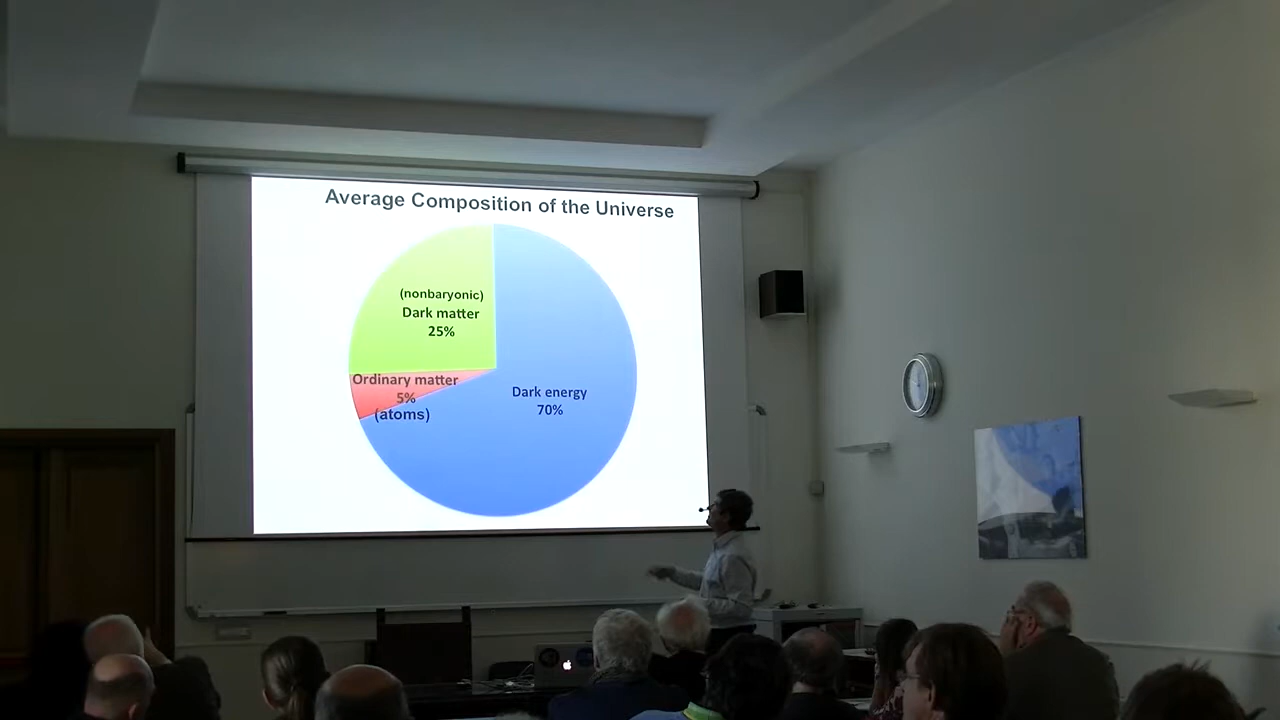 Average Composition of the Universe
(nonbaryonic)
Dark matter
25%
Ordinary matter
5%
(atoms)
Dark energy
70%